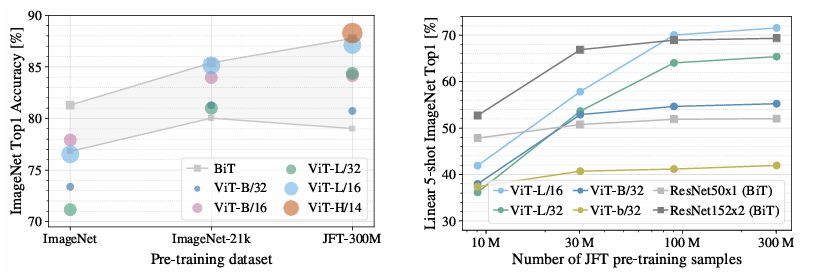 90
85
80
75
70
ImageNet Top1 Accuracy [%]
BiT
ViT-B/32
ViT-B/16
ViT-L/32
ViT-L/16
ViT-H/14
ImageNet
ImageNet-21k
JFT-300M
Pre-training dataset
70
60
50
40
30
Linear 5-shot ImageNet Top1 [%]
ViT-L/16
ViT-L/32
ViT-B/32
ViT-b/32
ResNet50x1 (BiT)
ResNet152x2 (BiT)
10 M
30 M
100 M
300 M
Number of JFT pre-training samples